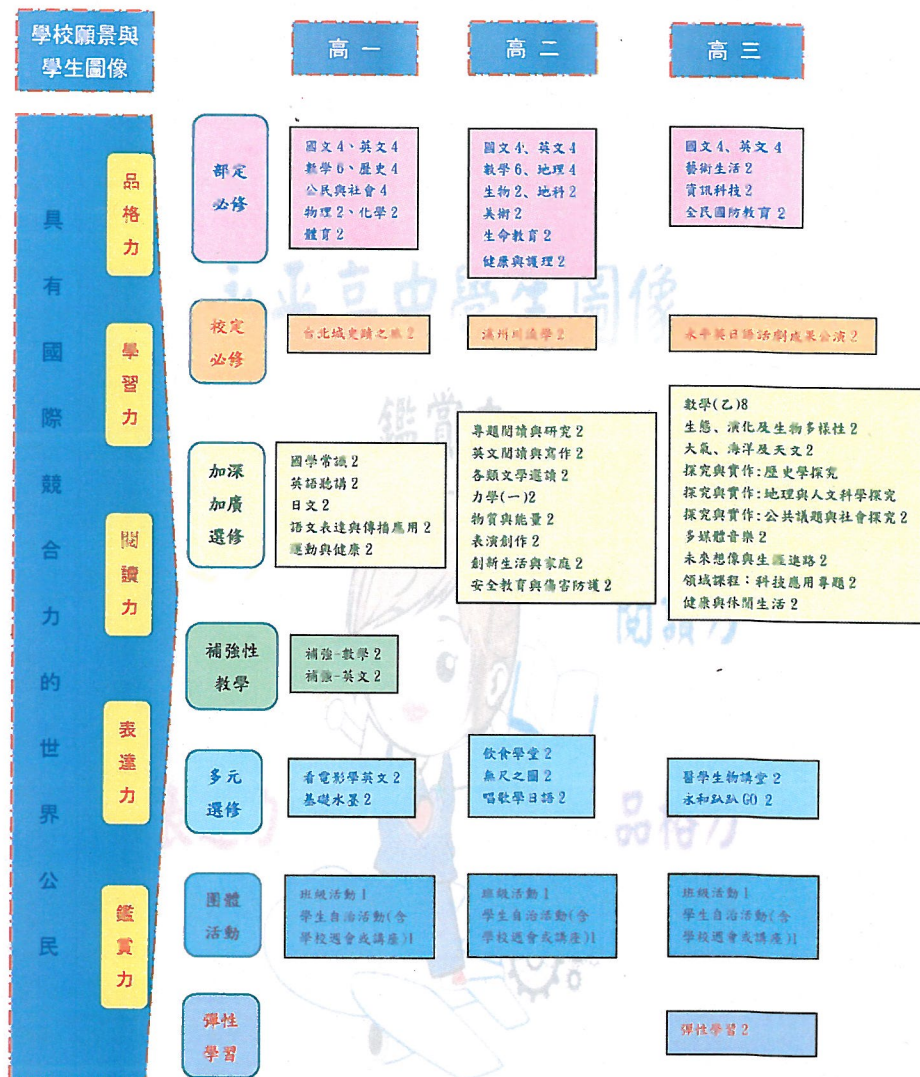 學校願景與
學生圖像
高一
高二
高三
具有國際競合力的世界公民
品格力
學習力
閱讀力
表達力
鑑賞力
部定
必修
國文4、英文4
數學6、歷史4
公民與社會4
物理2、化學2
體育2
國文4、英文4
數學6、地理4
生物2、地科2
美術2
生命教育2
健康與護理2
國文4、英文4
藝術生活2
資訊科技2
全民國防教育2
校定
必修
台北城史蹟之旅2
溪州周議學2
永平英日語話劇成果公演2
加深
加廣
選修
國學常識2
英語聽講2
日文2
語文表達與傳播應用2
運動與健康2
專題閱讀與研究2
英文閱讀與寫作2
各類文學選讀2
力學(一)2
物質與能量2
表演創作2
創新生活與家庭2
安全教育與傷害防護2
數學(乙)8
生態、演化及生物多樣性2
大氣、海洋及天文2
探究與實作:歷史學探究
探究與實作:地理與人文科學探究
探究與實作:公共議題與社會探究2
多媒體音樂2
未來想像與生涯進路2
領域課程：科技應用專題2
健康與休閒生活2
補強性
教學
補強-數學2
補強-英文2
多元
選修
看電影學英文2
基礎水墨2
飲食學堂2
無尺之圖2
唱歌學日語2
醫學生物講堂2
永和趴趴GO 2
團體
活動
班級活動1
學生自治活動(含
學校週會或講座)1
班級活動1
學生自治活動(含
學校週會或講座)1
班級活動1
學生自治活動(含
學校週會或講座)1
彈性
學習
彈性學習2
永平高中學生圖像
閱讀力
品格力